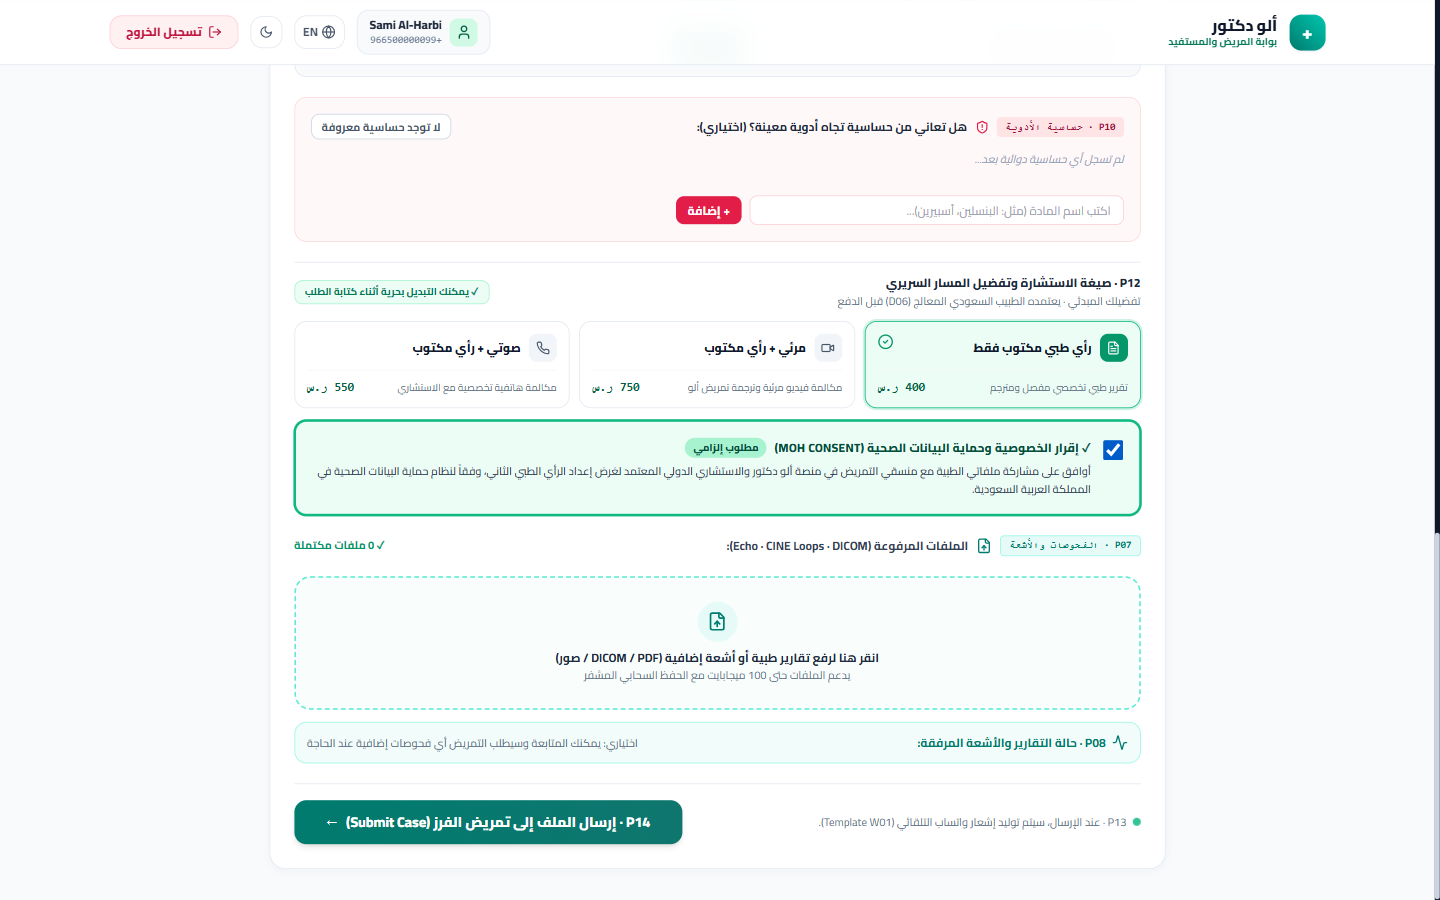 ألو دكتور
بوابة المريض والمستفيد
Sami Al-Harbi
+966500000099
EN
تسجيل الخروج
P10 · حساسية الأدوية
هل تعاني من حساسية تجاه أدوية معينة؟ (اختياري):
لا توجد حساسية معروفة
لم تسجل أي حساسية دوائية بعد...
اكتب اسم المادة (مثل: البنسلين، أسبيرين)...
+ إضافة
P12 · صيغة الاستشارة وتفضيل المسار السريري
✓ يمكنك التبديل بحرية أثناء كتابة الطلب
تفضيلك المبدئي · يعتمده الطبيب السعودي المعالج (D06) قبل الدفع
رأي طبي مكتوب فقط
تقرير طبي تخصصي مفصل ومترجم
400 ر.س
مرئي + رأي مكتوب
مكالمة فيديو مرئية وترجمة تمريض ألو
750 ر.س
صوتي + رأي مكتوب
مكالمة هاتفية تخصصية مع الاستشاري
550 ر.س
✓ إقرار الخصوصية وحماية البيانات الصحية (MOH CONSENT)
مطلوب إلزامي
أوافق على مشاركة ملفاتي الطبية مع منسقي التمريض في منصة ألو دكتور والاستشاري الدولي المعتمد لغرض إعداد الرأي الطبي الثاني، وفقاً لنظام حماية البيانات الصحية في
المملكة العربية السعودية.
P07 · الفحوصات والأشعة
الملفات المرفوعة (Echo · CINE Loops · DICOM):
✓ 0 ملفات مكتملة
انقر هنا لرفع تقارير طبية أو أشعة إضافية (DICOM / PDF / صور)
يدعم الملفات حتى 100 ميجابايت مع الحفظ السحابي المشفر
P08 · حالة التقارير والأشعة المرفقة:
اختياري: يمكنك المتابعة وسيطلب التمريض أي فحوصات إضافية عند الحاجة
P13 · عند الإرسال، سيتم توليد إشعار واتساب التلقائي (Template W01).
P14 · إرسال الملف إلى تمريض الفرز (Submit Case) ←